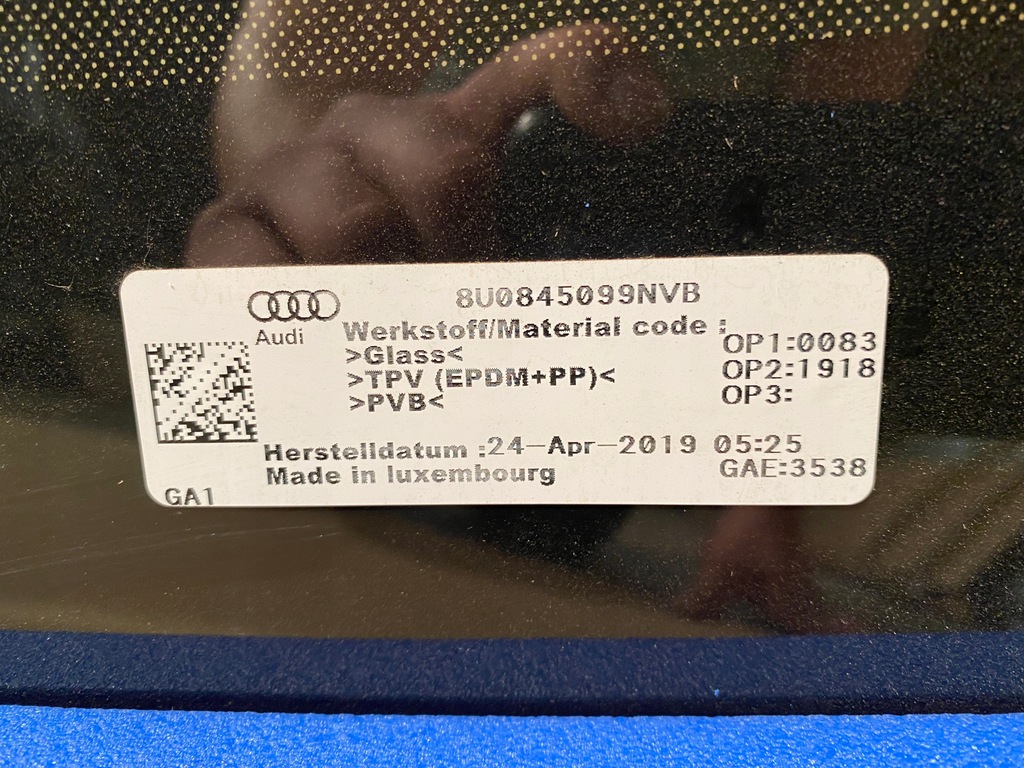 8U0845099NVB
Audi
Werkstoff/Material code :
>Glass<
>TPV (EPDM+PP)<
>PVB<
OP1:0083
OP2:1918
OP3:
Herstelldatum :24-Apr-2019 05:25
Made in luxembourg
GAE:3538
GA1